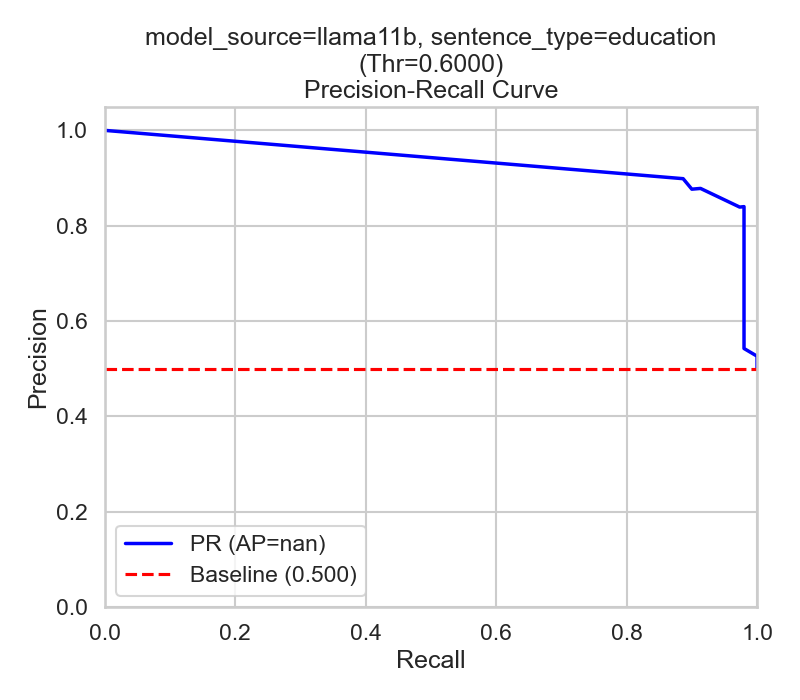 model_source=llama11b, sentence_type=education
(Thr=0.6000)
Precision-Recall Curve
1.0
0.8
0.6
0.4
0.2
0.0
Precision
PR (AP=nan)
Baseline (0.500)
0.0 0.2 0.4 0.6 0.8 1.0
Recall